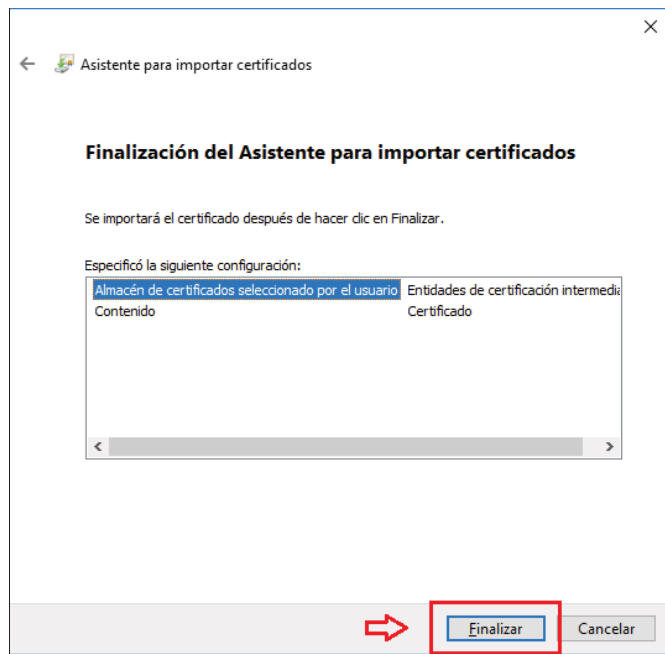 Asistente para importar certificados
Finalización del Asistente para importar certificados
Se importará el certificado después de hacer clic en Finalizar.
Especificó la siguiente configuración:
Almacén de certificados seleccionado por el usuario Entidades de certificación intermedia
Contenido Certificado
Finalizar Cancelar